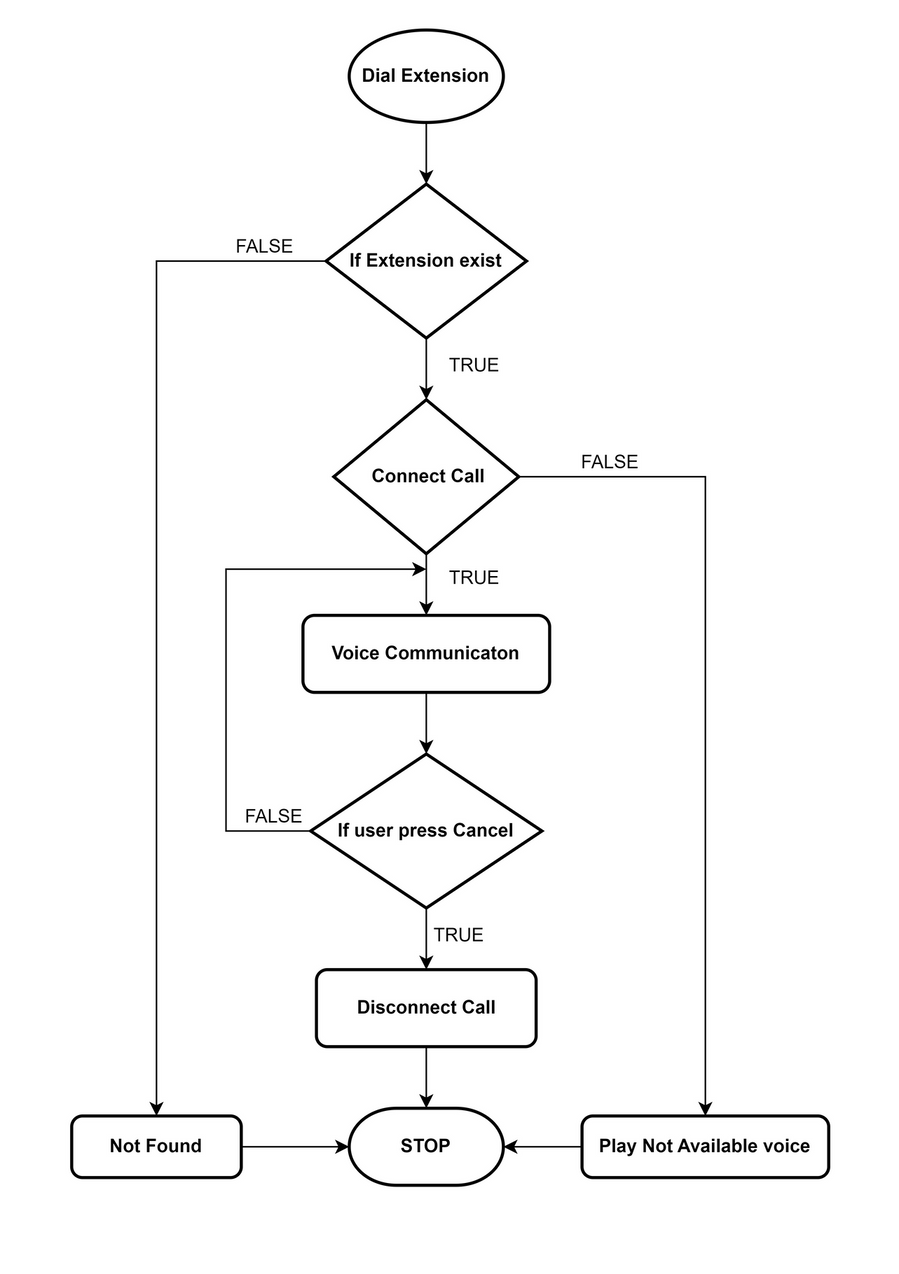 Dial Extension
FALSE
If Extension exist
TRUE
Connect Call
FALSE
TRUE
Voice Communicaton
FALSE
If user press Cancel
TRUE
Disconnect Call
Not Found
STOP
Play Not Available voice